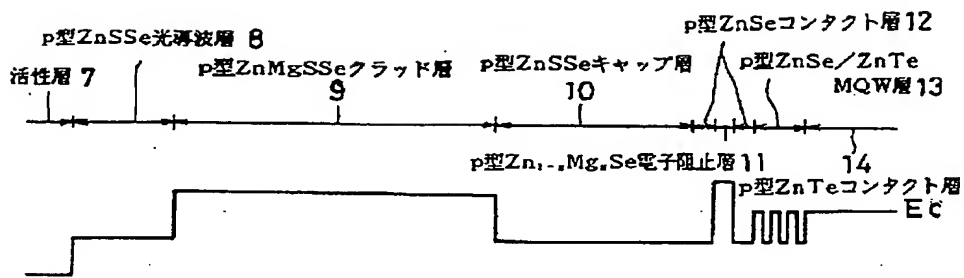 p型ZnSeコンタクト層12
p型ZnSSe光導波層 8
活性層 7
p型ZnMgSSeクラッド層
9
p型ZnSSeキャップ層
10
p型ZnSe/ZnTe
MQW層13
p型Zn₁₋ₓMgₓSe電子阻止層11
14
p型ZnTeコンタクト層
Ec